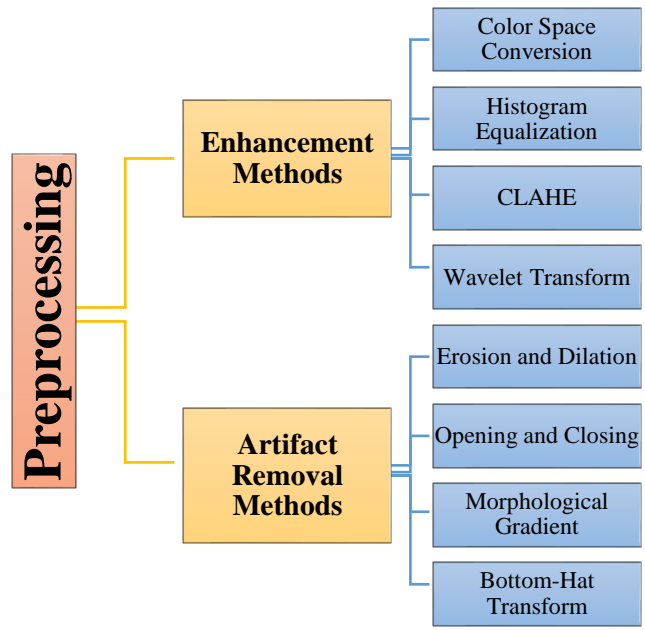 Preprocessing
Enhancement
Methods
Color Space
Conversion
Histogram
Equalization
CLAHE
Wavelet Transform
Artifact
Removal
Methods
Erosion and Dilation
Opening and Closing
Morphological
Gradient
Bottom-Hat
Transform